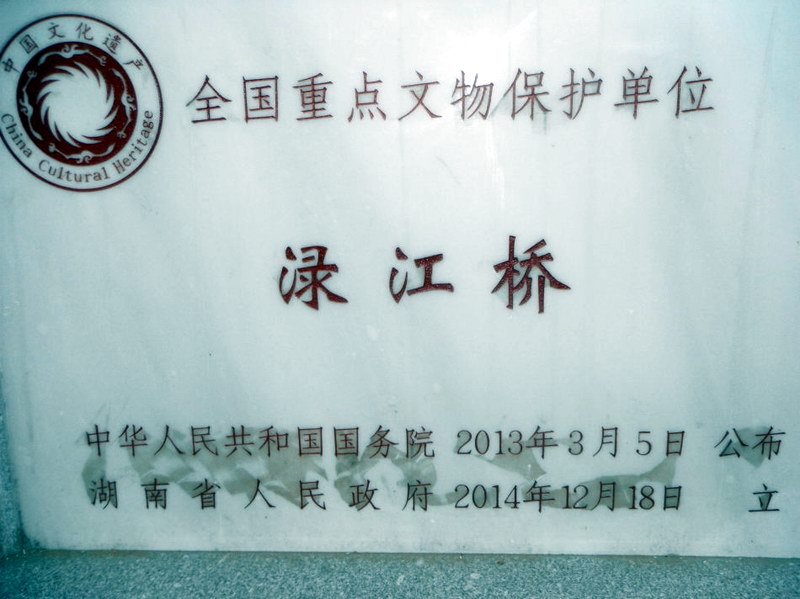 中国文化遗产
China Cultural Heritage
全国重点文物保护单位
渌江桥
中华人民共和国国务院 2013年3月5日 公布
湖南省人民政府 2014年12月18日 立